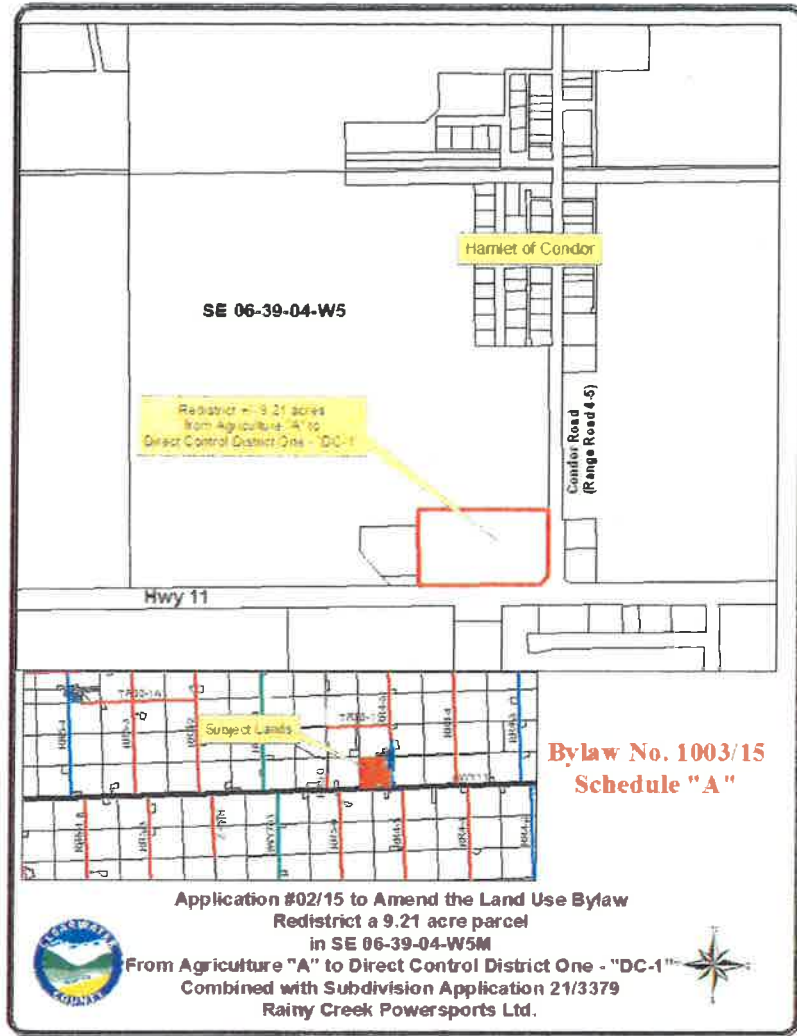 Hamlet of Condor
SE 06-39-04-W5
Redistrict +- 9.21 acres
from Agriculture "A" to
Direct Control District One - "DC-1"
Condor Road
(Range Road 4-5)
Hwy 11
Subject Lands
Bylaw No. 1003/15
Schedule "A"
Application #02/15 to Amend the Land Use Bylaw
Redistrict a 9.21 acre parcel
in SE 06-39-04-W5M
From Agriculture "A" to Direct Control District One - "DC-1"
Combined with Subdivision Application 21/3379
Rainy Creek Powersports Ltd.
CLEARWATER
COUNTY